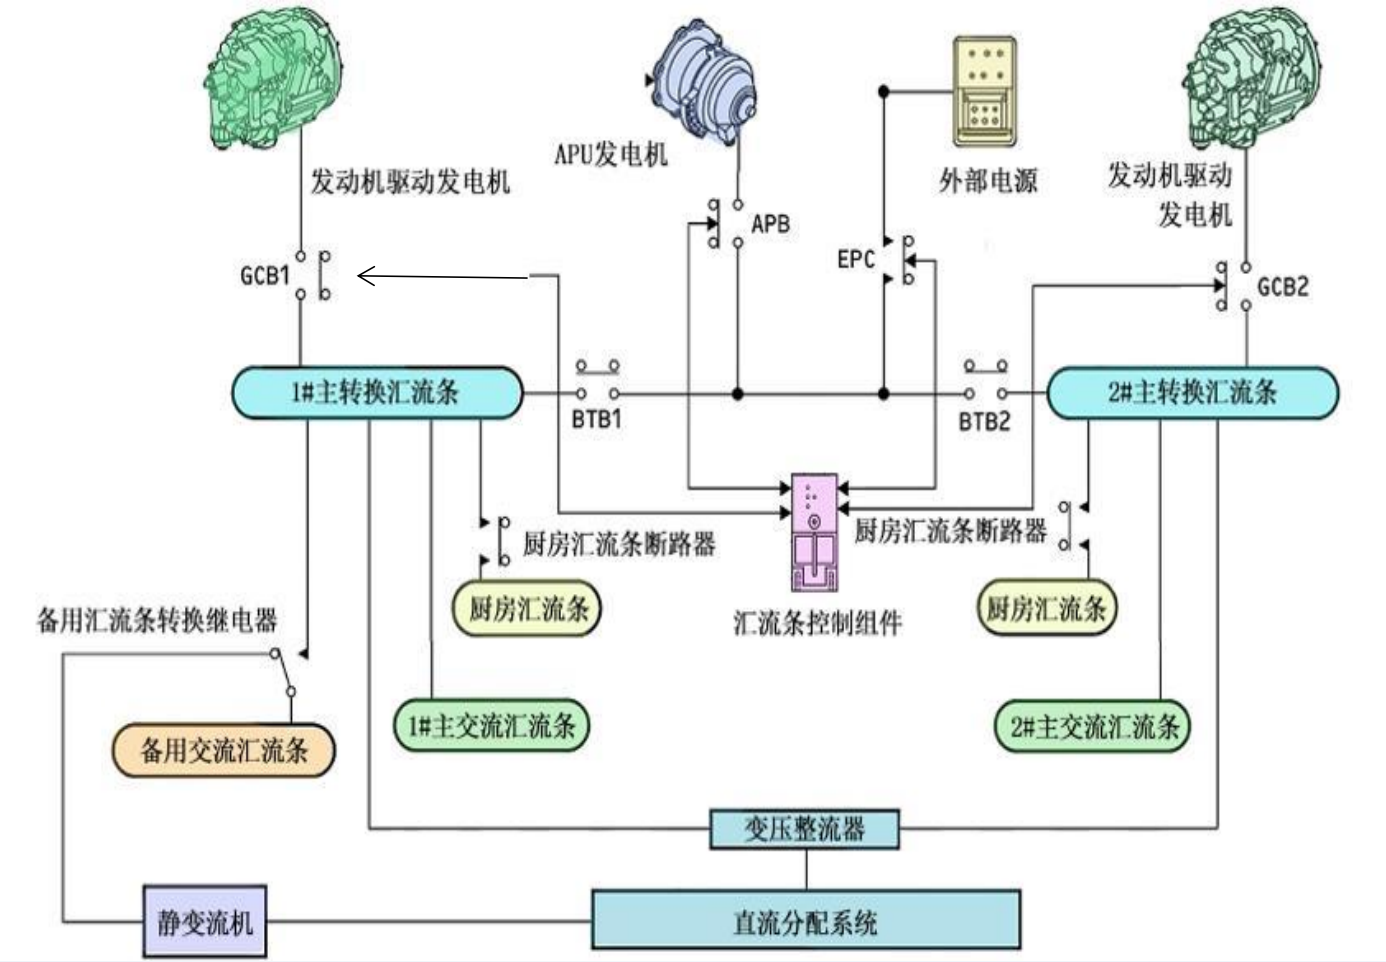 发动机驱动发电机
APU发电机
外部电源
发动机驱动
发电机
GCB1
APB
EPC
GCB2
1#主转换汇流条
BTB1
BTB2
2#主转换汇流条
厨房汇流条断路器
厨房汇流条断路器
厨房汇流条
汇流条控制组件
厨房汇流条
备用汇流条转换继电器
1#主交流汇流条
2#主交流汇流条
备用交流汇流条
变压整流器
静变流机
直流分配系统